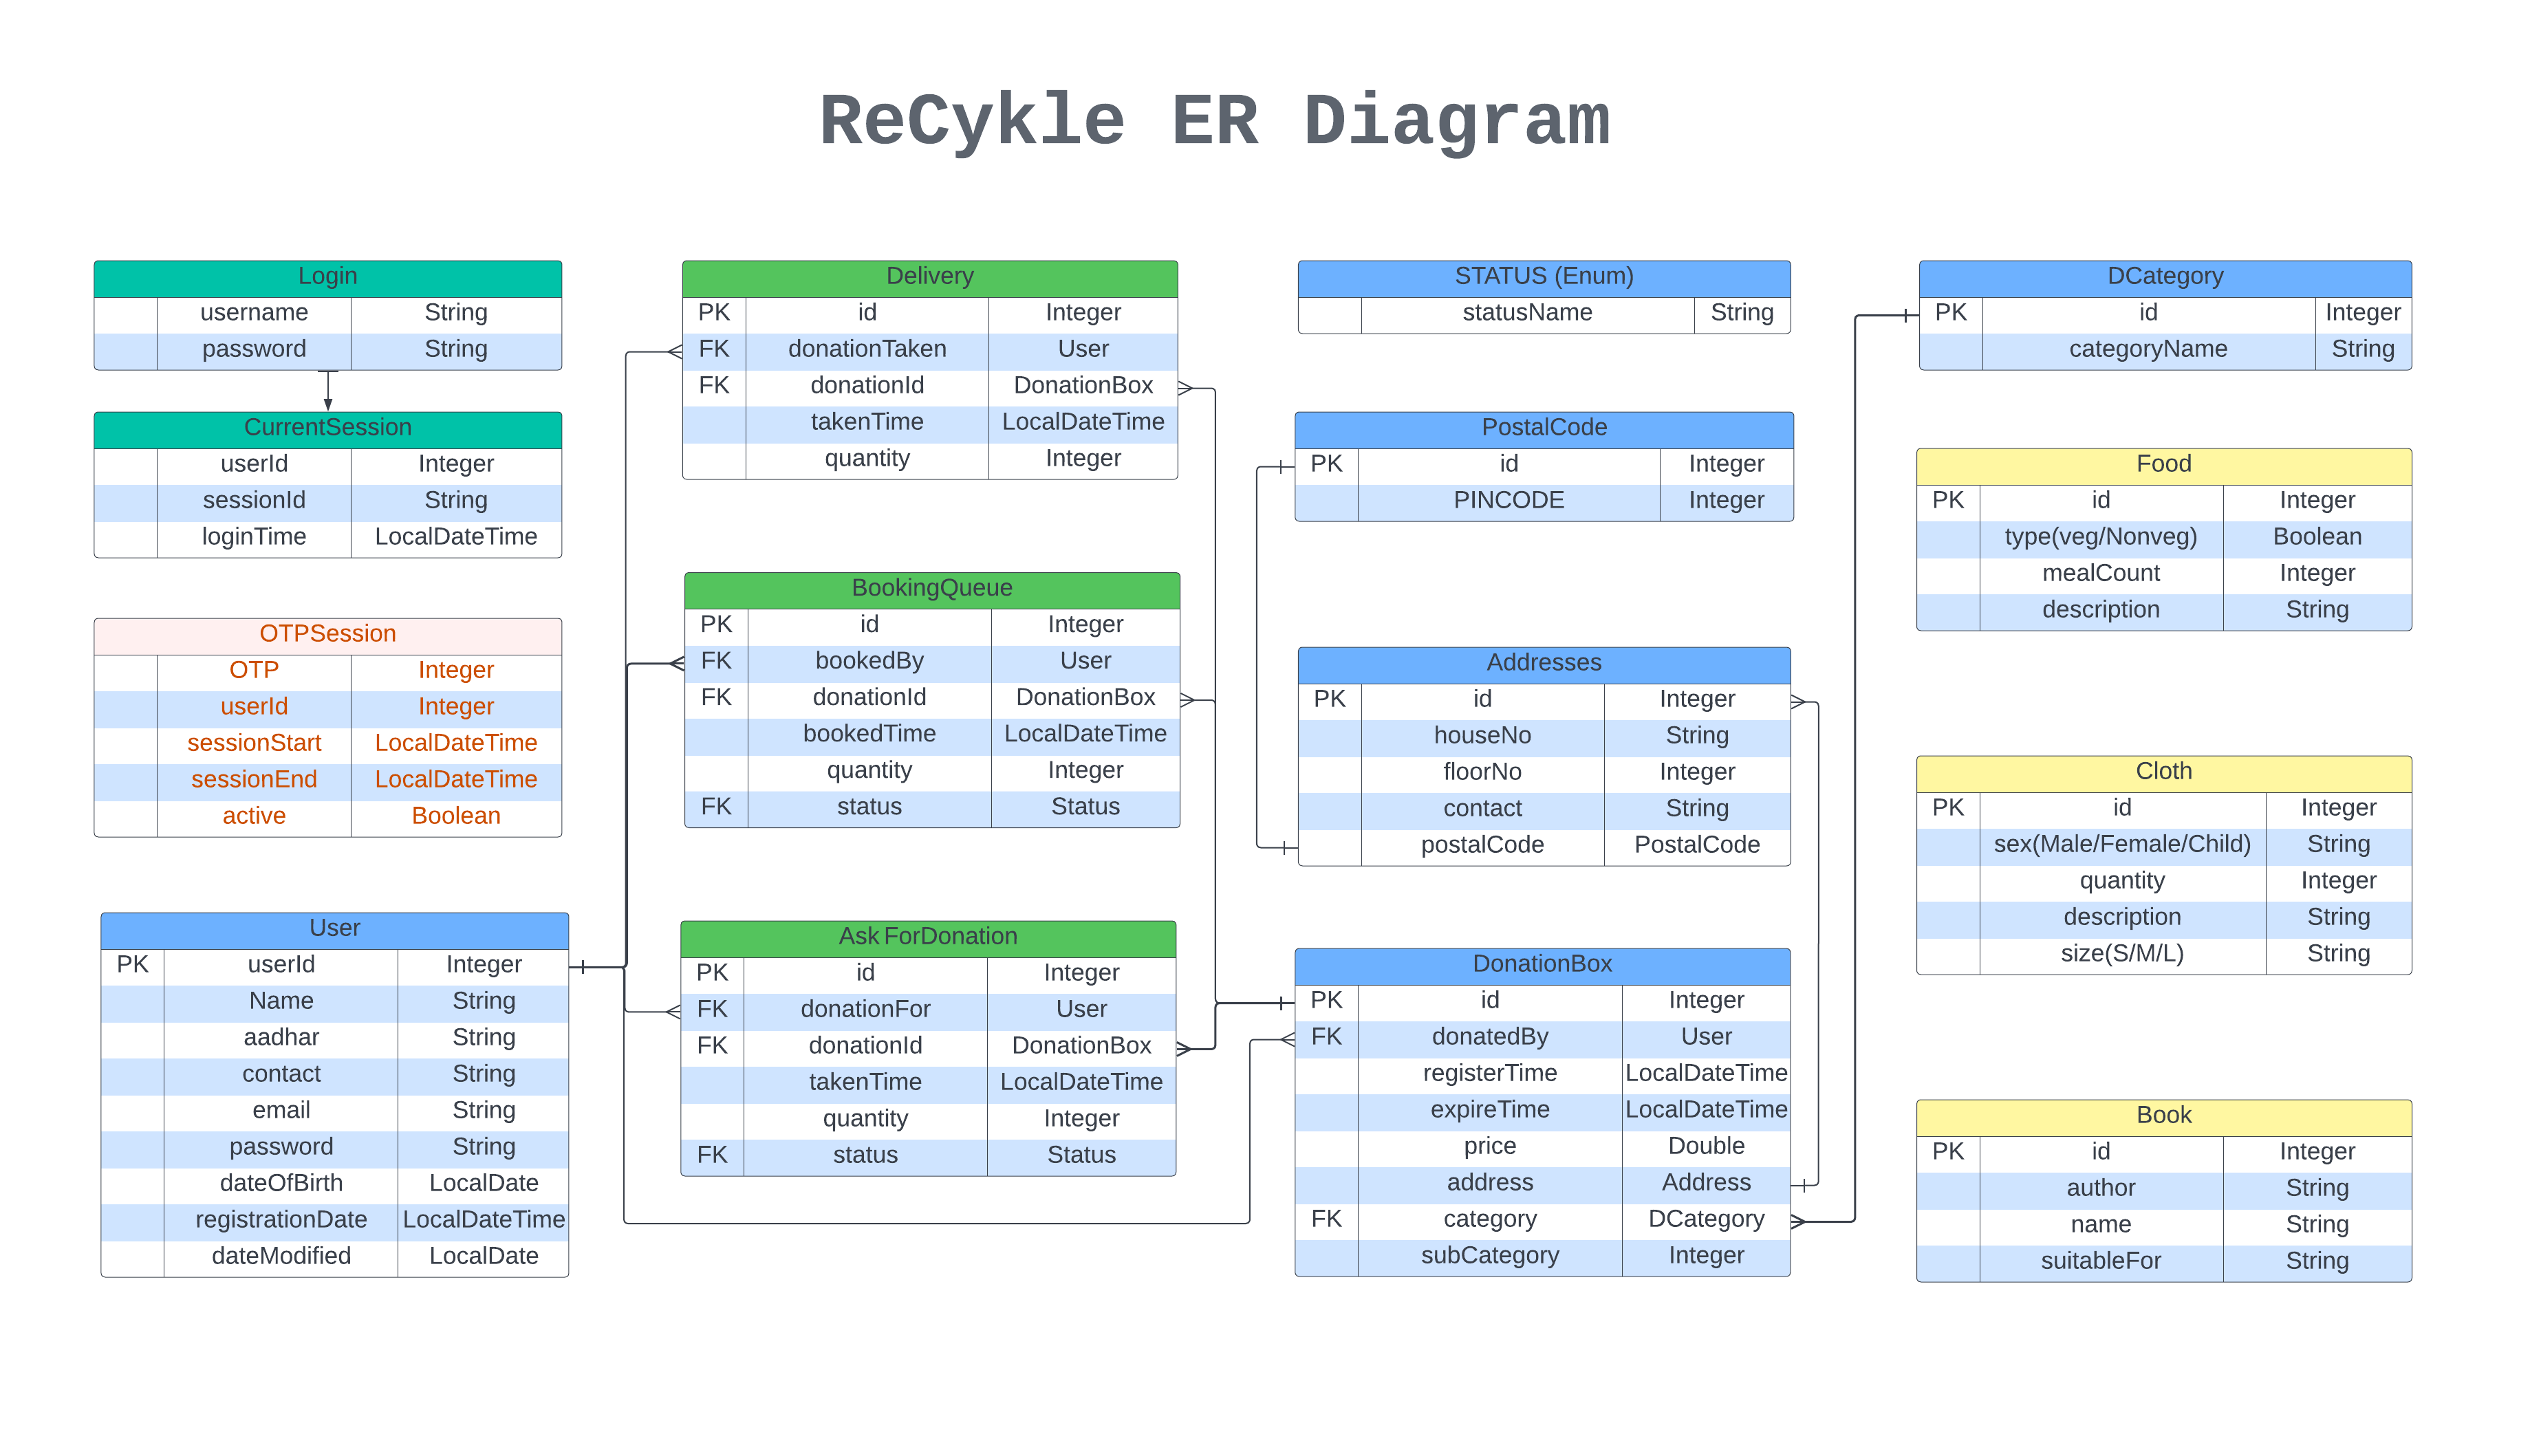 ReCykle ER Diagram
Login
username String
password String
CurrentSession
userId Integer
sessionId String
loginTime LocalDateTime
OTPSession
OTP Integer
userId Integer
sessionStart LocalDateTime
sessionEnd LocalDateTime
active Boolean
User
PK userId Integer
Name String
aadhar String
contact String
email String
password String
dateOfBirth LocalDate
registrationDate LocalDateTime
dateModified LocalDate
Delivery
PK id Integer
FK donationTaken User
FK donationId DonationBox
takenTime LocalDateTime
quantity Integer
BookingQueue
PK id Integer
FK bookedBy User
FK donationId DonationBox
bookedTime LocalDateTime
quantity Integer
FK status Status
Ask ForDonation
PK id Integer
FK donationFor User
FK donationId DonationBox
takenTime LocalDateTime
quantity Integer
FK status Status
STATUS (Enum)
statusName String
PostalCode
PK id Integer
PINCODE Integer
Addresses
PK id Integer
houseNo String
floorNo Integer
contact String
postalCode PostalCode
DonationBox
PK id Integer
FK donatedBy User
registerTime LocalDateTime
expireTime LocalDateTime
price Double
address Address
FK category DCategory
subCategory Integer
DCategory
PK id Integer
categoryName String
Food
PK id Integer
type(veg/Nonveg) Boolean
mealCount Integer
description String
Cloth
PK id Integer
sex(Male/Female/Child) String
quantity Integer
description String
size(S/M/L) String
Book
PK id Integer
author String
name String
suitableFor String